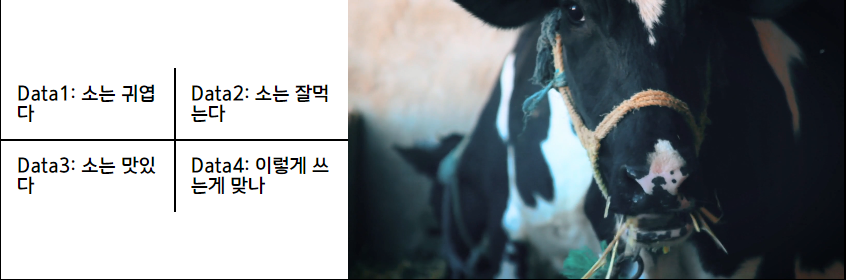 Data1: 소는 귀엽
다
Data2: 소는 잘먹
는다
Data3: 소는 맛있
다
Data4: 이렇게 쓰
는게 맞나